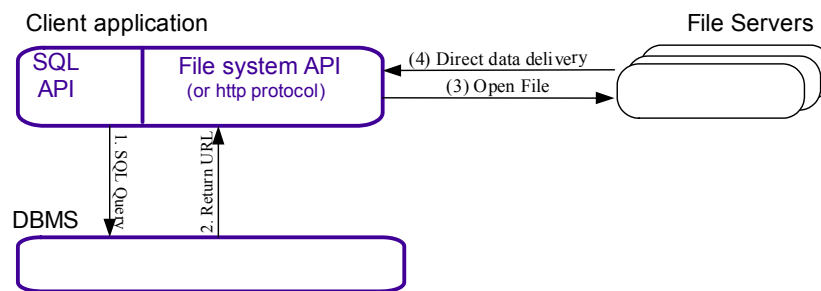 Client application
File Servers
SQL
API
File system API
(or http protocol)
(4) Direct data delivery
(3) Open File
1. SQL Query
2. Return URL
DBMS